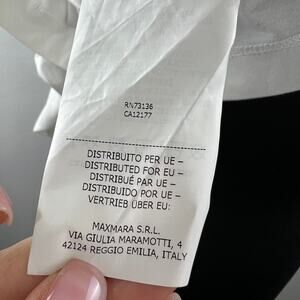 RN73136
CA12177
DISTRIBUITO PER UE –
DISTRIBUTED FOR EU –
DISTRIBUÉ PAR UE –
DISTRIBUIDO POR UE –
VERTRIEB ÜBER EU:
MAXMARA S.R.L.
VIA GIULIA MARAMOTTI, 4
42124 REGGIO EMILIA, ITALY